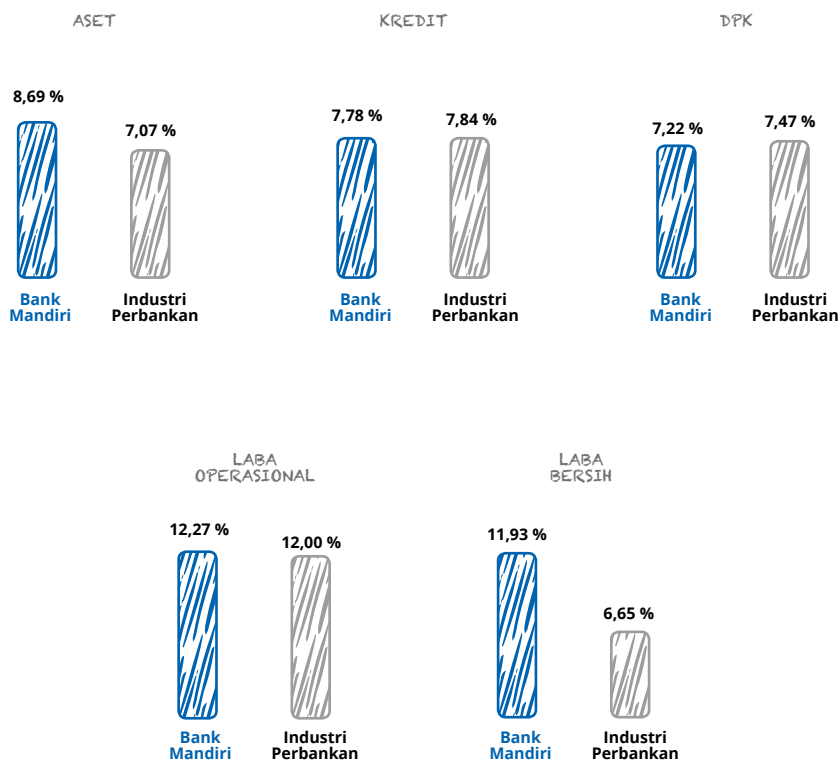 ASET
KREDIT
DPK
8,69 %
7,07 %
7,78 %
7,84 %
7,22 %
7,47 %
Bank
Mandiri
Industri
Perbankan
Bank
Mandiri
Industri
Perbankan
Bank
Mandiri
Industri
Perbankan
LABA
OPERASIONAL
LABA
BERSIH
12,27 %
12,00 %
11,93 %
6,65 %
Bank
Mandiri
Industri
Perbankan
Bank
Mandiri
Industri
Perbankan